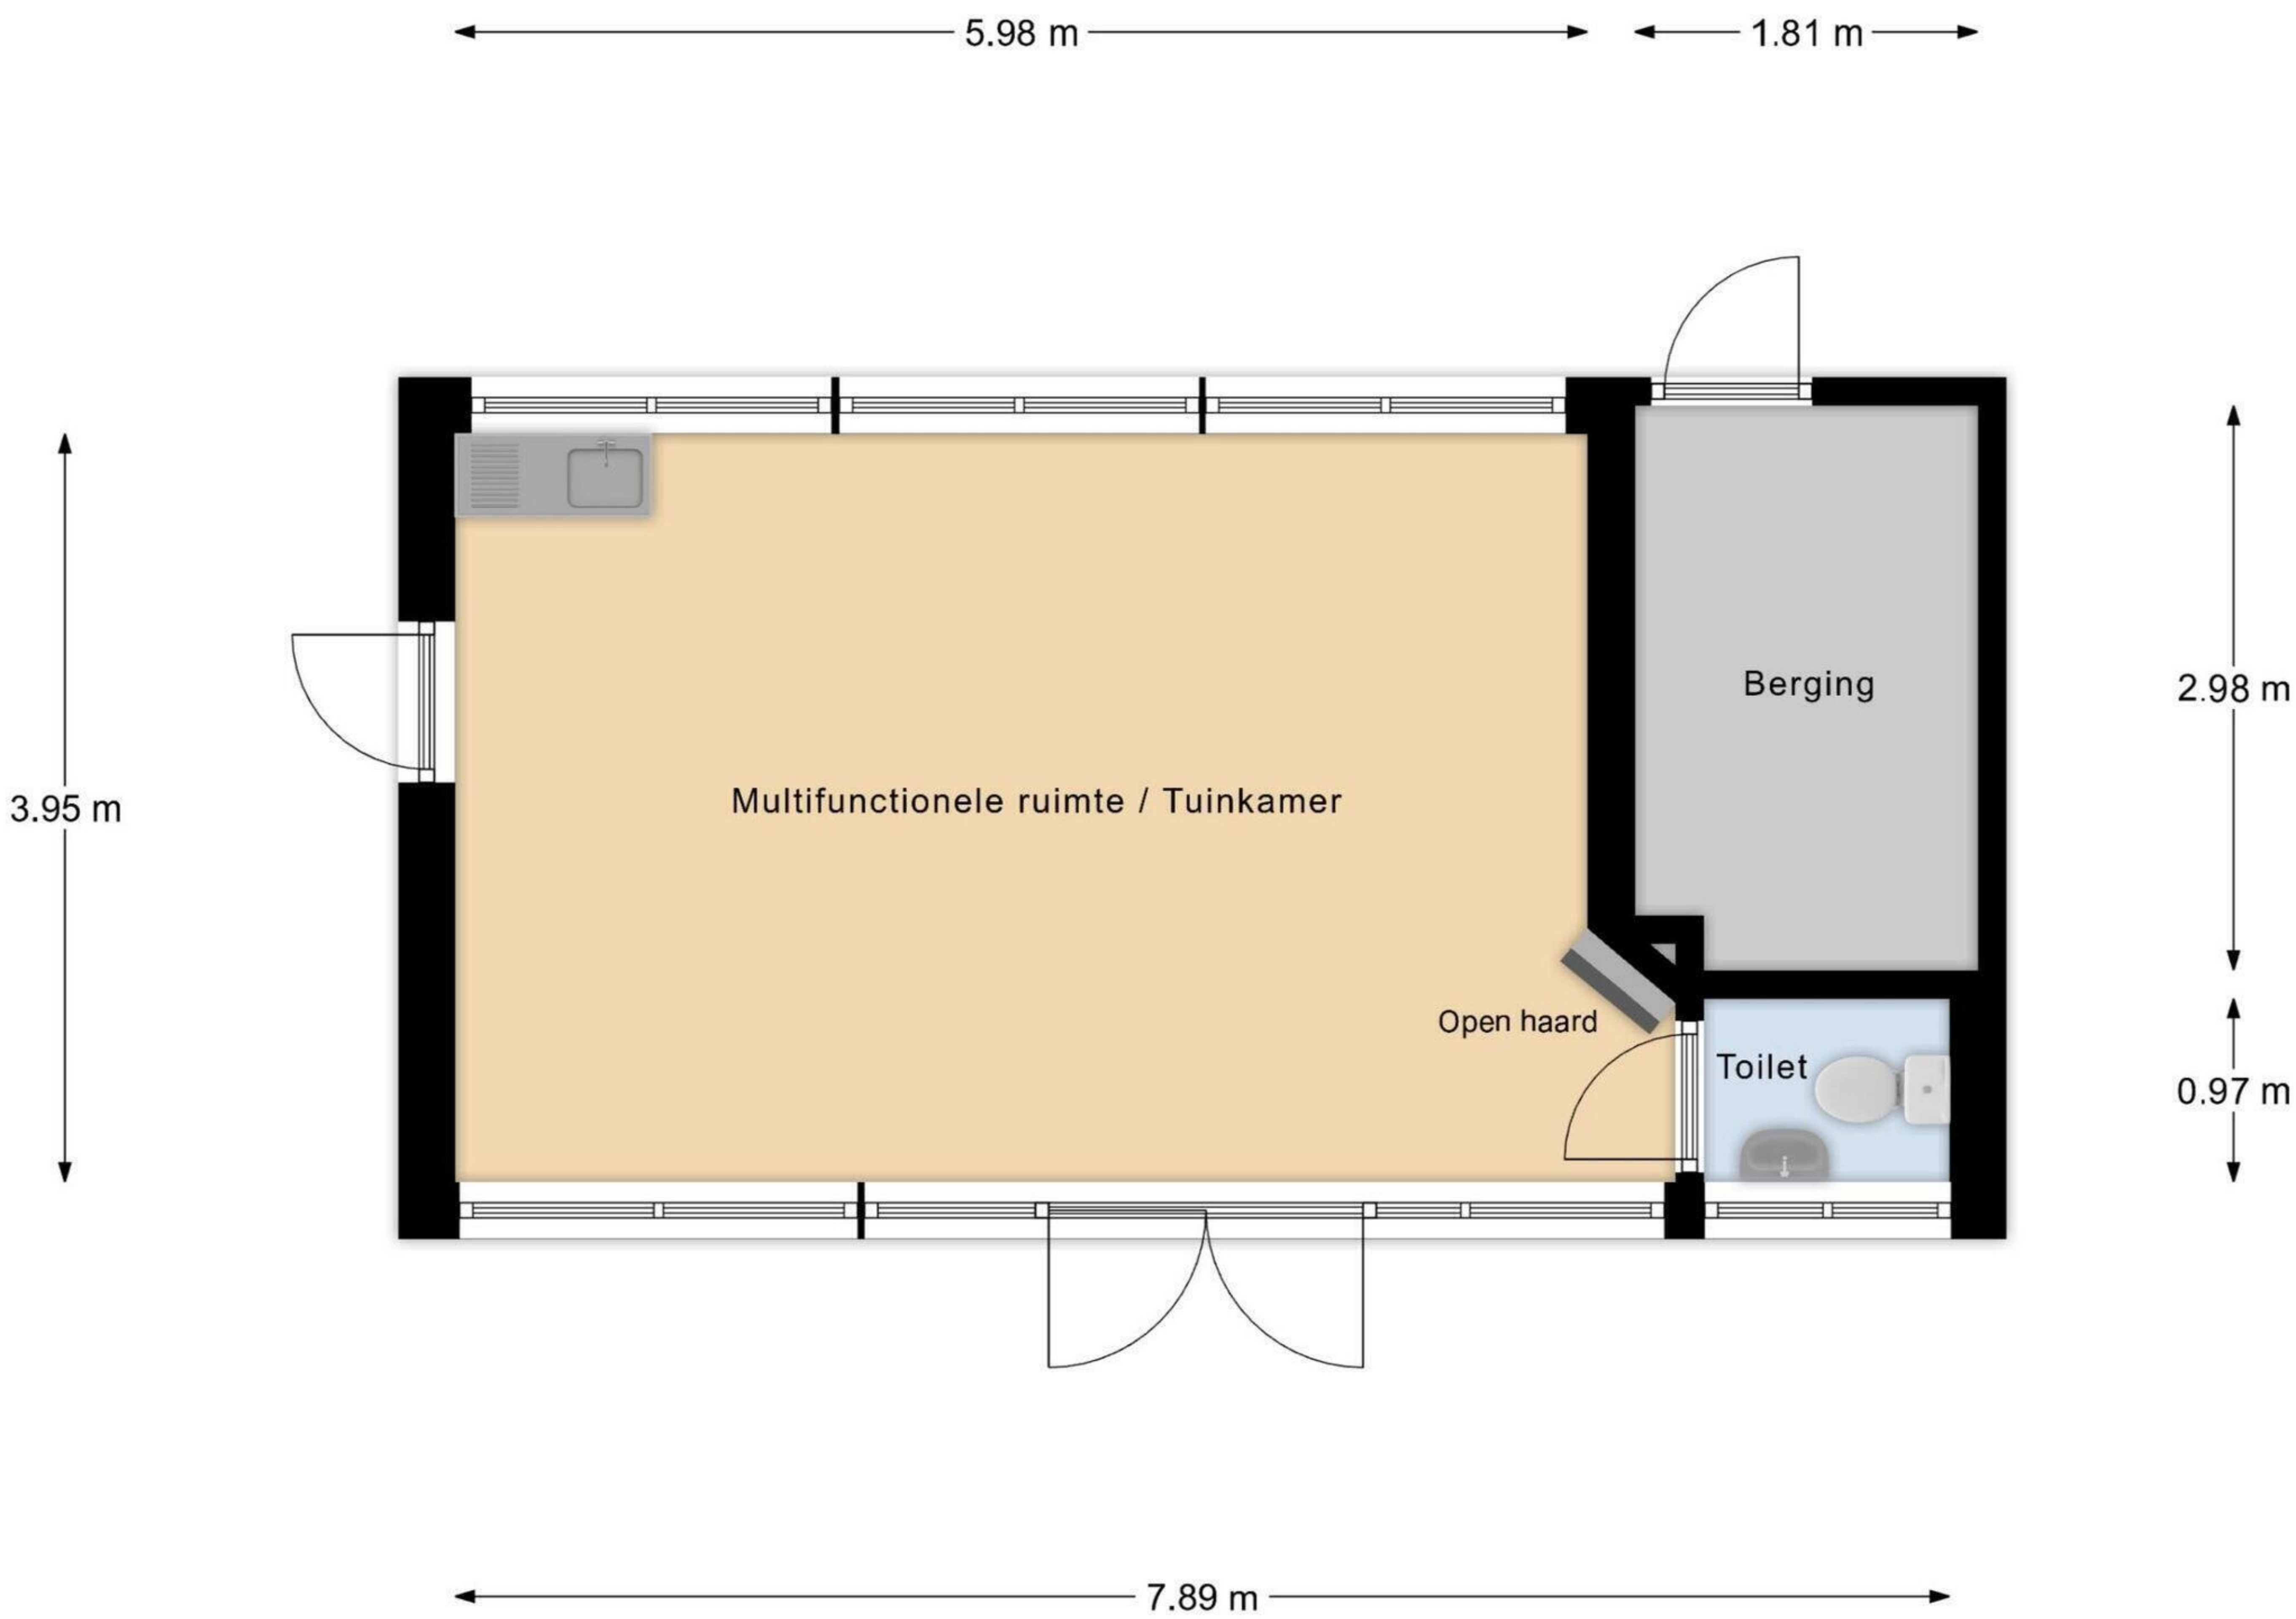 5.98 m
1.81 m
Berging
2.98 m
Multifunctionele ruimte / Tuinkamer
3.95 m
Open haard
Toilet
0.97 m
7.89 m